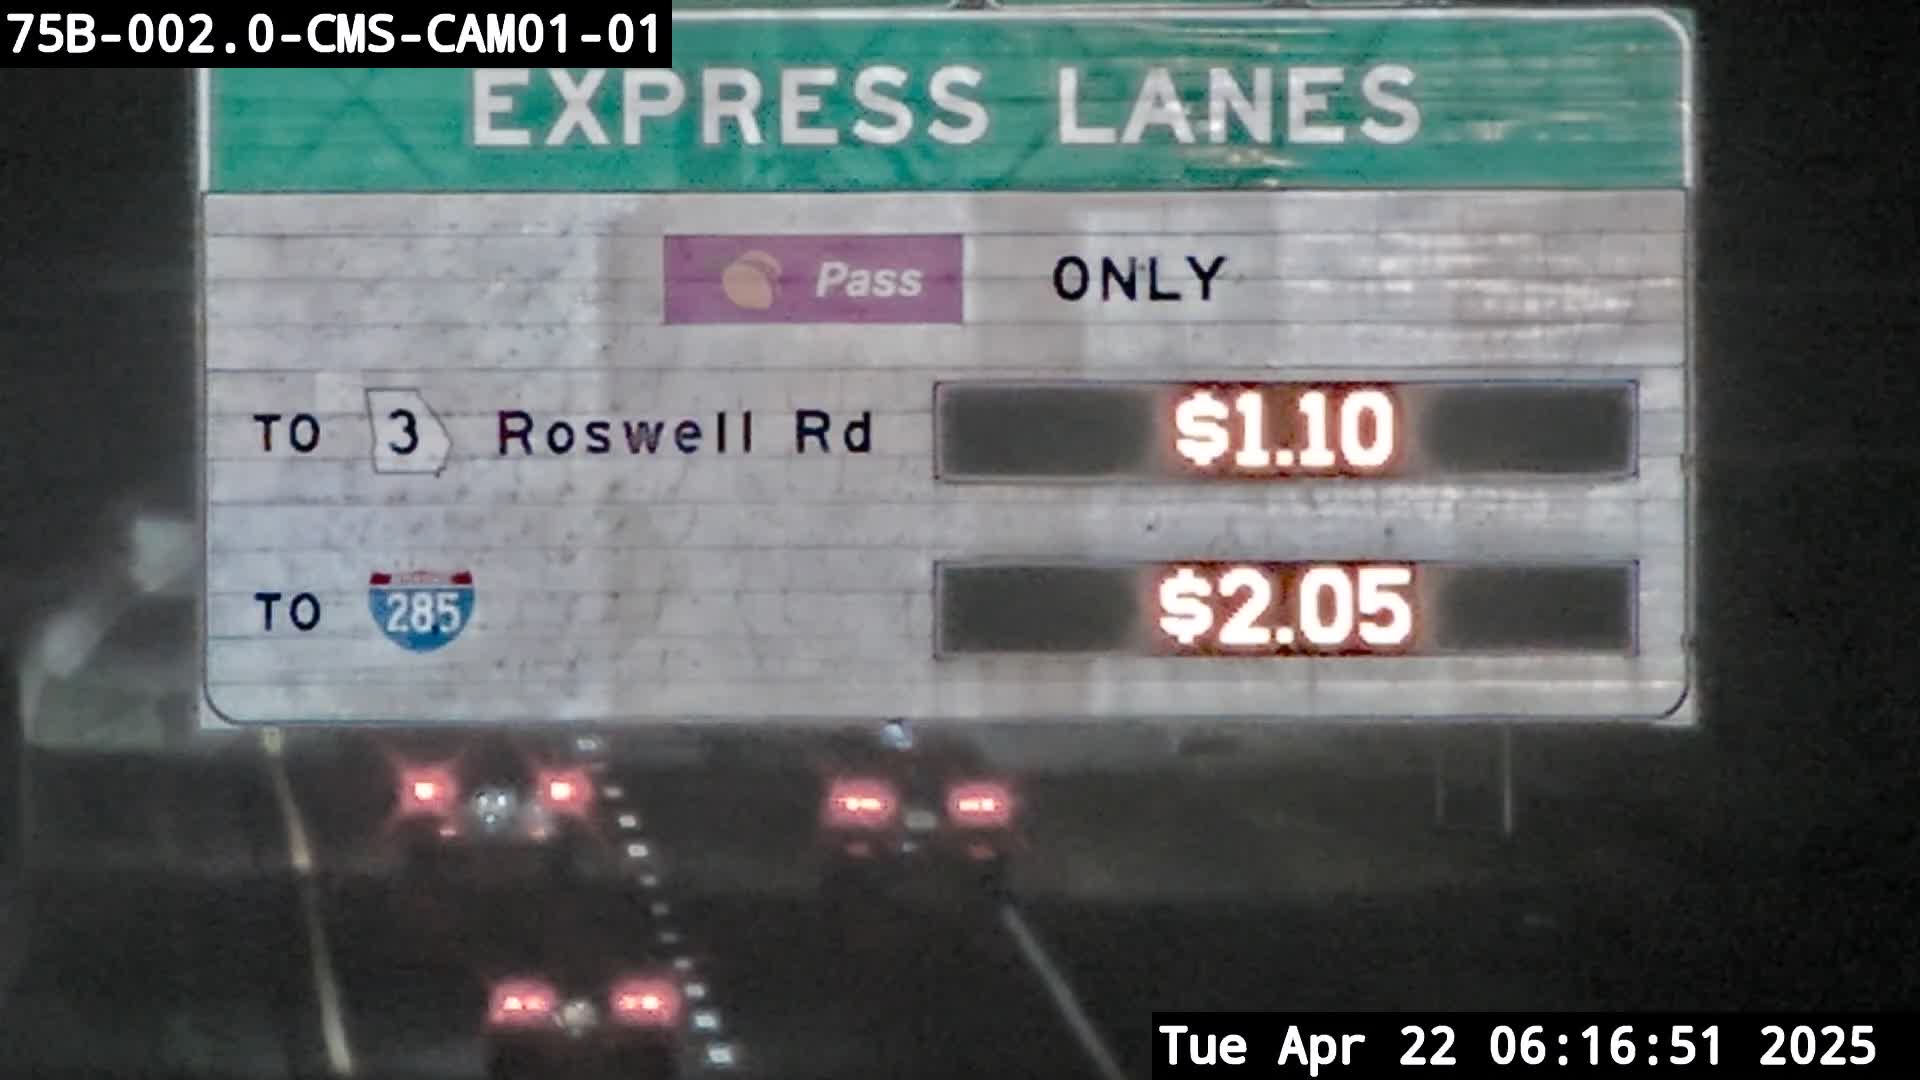 75B-002.0-CMS-CAM01-01
EXPRESS LANES
Pass ONLY
TO 3 Roswell Rd $1.10
TO 285 $2.05
Tue Apr 22 06:16:51 2025